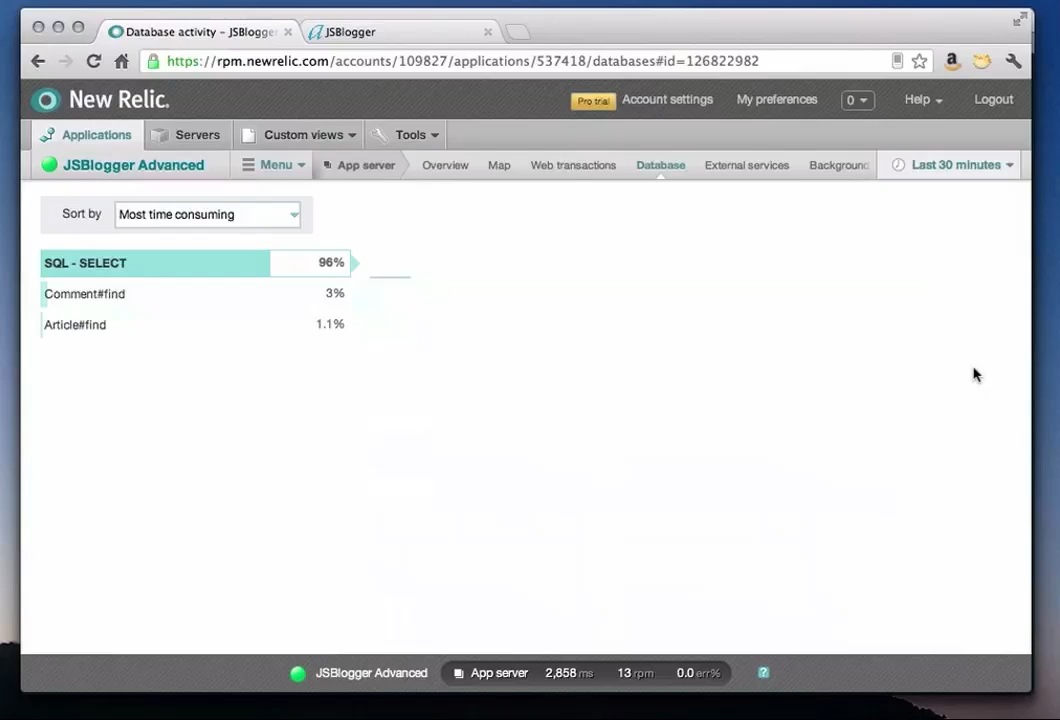 Database activity – JSBlogge
JSBlogger
https://rpm.newrelic.com/accounts/109827/applications/537418/databases#id=126822982
New Relic.
Pro trial
Account settings
My preferences
0
Help
Logout
Applications
Servers
Custom views
Tools
JSBlogger Advanced
Menu
App server
Overview
Map
Web transactions
Database
External services
Background
Last 30 minutes
Sort by
Most time consuming
SQL - SELECT 96%
Comment#find 3%
Article#find 1.1%
JSBlogger Advanced
App server
2,858 ms
13 rpm
0.0 err%
?